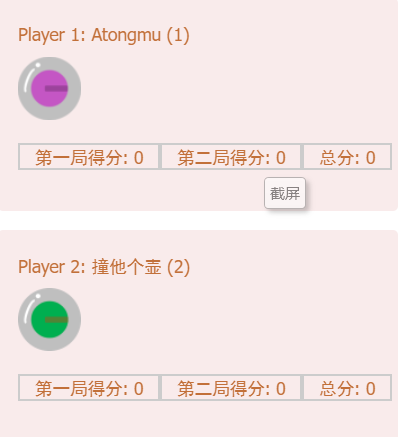 Player 1: Atongmu (1)
第一局得分: 0 第二局得分: 0 总分: 0
截屏
Player 2: 撞他个壶 (2)
第一局得分: 0 第二局得分: 0 总分: 0